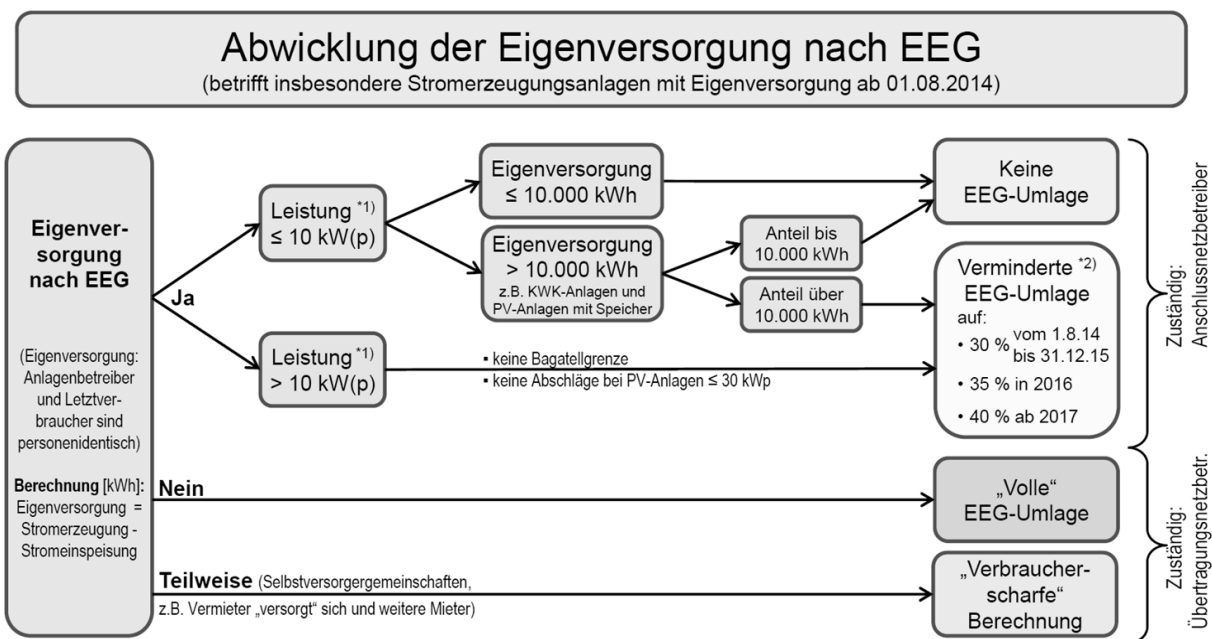 Abwicklung der Eigenversorgung nach EEG
(betrifft insbesondere Stromerzeugungsanlagen mit Eigenversorgung ab 01.08.2014)
Eigenver-
sorgung
nach EEG
(Eigenversorgung:
Anlagenbetreiber
und Letztver-
braucher sind
personenidentisch)
Berechnung [kWh]:
Eigenversorgung =
Stromerzeugung -
Stromeinspeisung
Ja
Leistung *1)
≤ 10 kW(p)
Leistung *1)
> 10 kW(p)
Eigenversorgung
≤ 10.000 kWh
Eigenversorgung
> 10.000 kWh
z.B. KWK-Anlagen und
PV-Anlagen mit Speicher
Anteil bis
10.000 kWh
Anteil über
10.000 kWh
▪ keine Bagatellgrenze
▪ keine Abschläge bei PV-Anlagen ≤ 30 kWp
Keine
EEG-Umlage
Verminderte *2)
EEG-Umlage
auf:
• 30 % vom 1.8.14
bis 31.12.15
• 35 % in 2016
• 40 % ab 2017
Zuständig:
Anschlussnetzbetreiber
Nein
„Volle“
EEG-Umlage
Teilweise (Selbstversorgergemeinschaften,
z.B. Vermieter „versorgt“ sich und weitere Mieter)
„Verbraucher-
scharfe“
Berechnung
Zuständig:
Übertragungsnetzbetr.